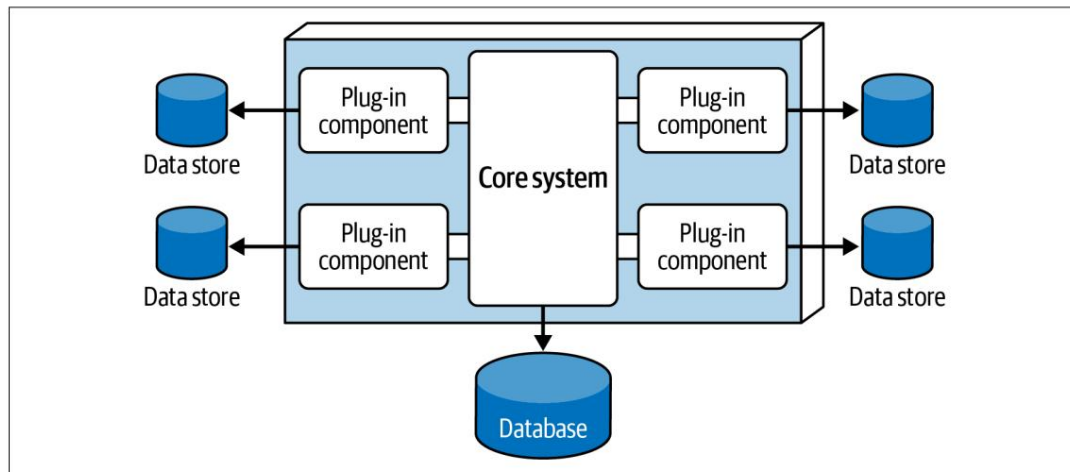 Plug-in
component
Plug-in
component
Data store
Core system
Data store
Plug-in
component
Plug-in
component
Data store
Data store
Database